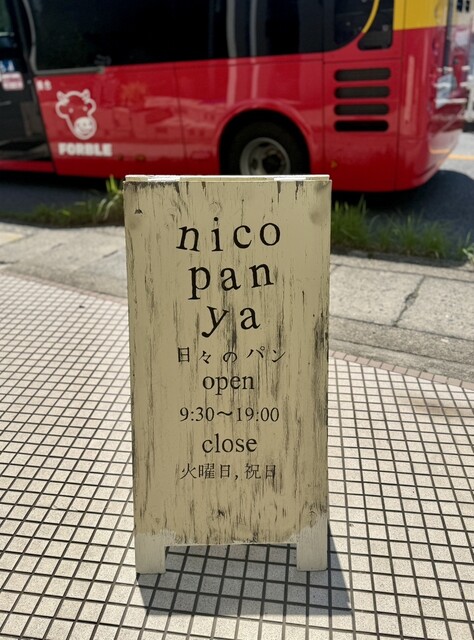 FORBLE
nico
pan
ya
日々のパン
open
9:30〜19:00
close
火曜日,祝日